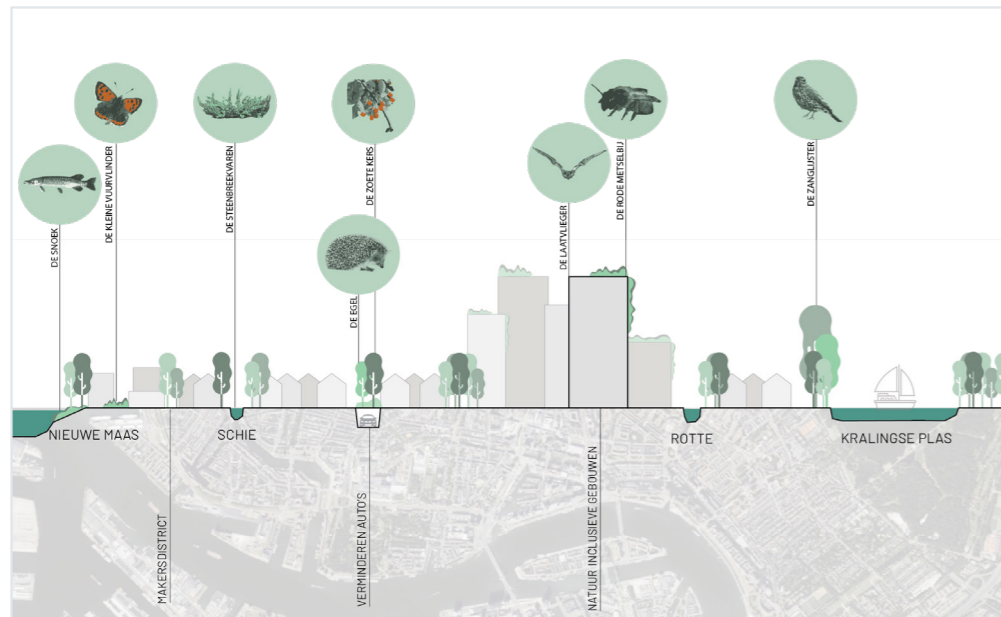 DE SNOEK
DE KLEINE VUURVLINDER
DE STEENBREEKVAREN
DE EGEL
DE ZOETE KERS
DE LAATVLIEGER
DE RODE METSELBIJ
DE ZANGLIJSTER
NIEUWE MAAS
SCHIE
ROTTE
KRALINGSE PLAS
MAKERSDISTRICT
VERMINDEREN AUTO'S
NATUUR INCLUSIEVE GEBOUWEN